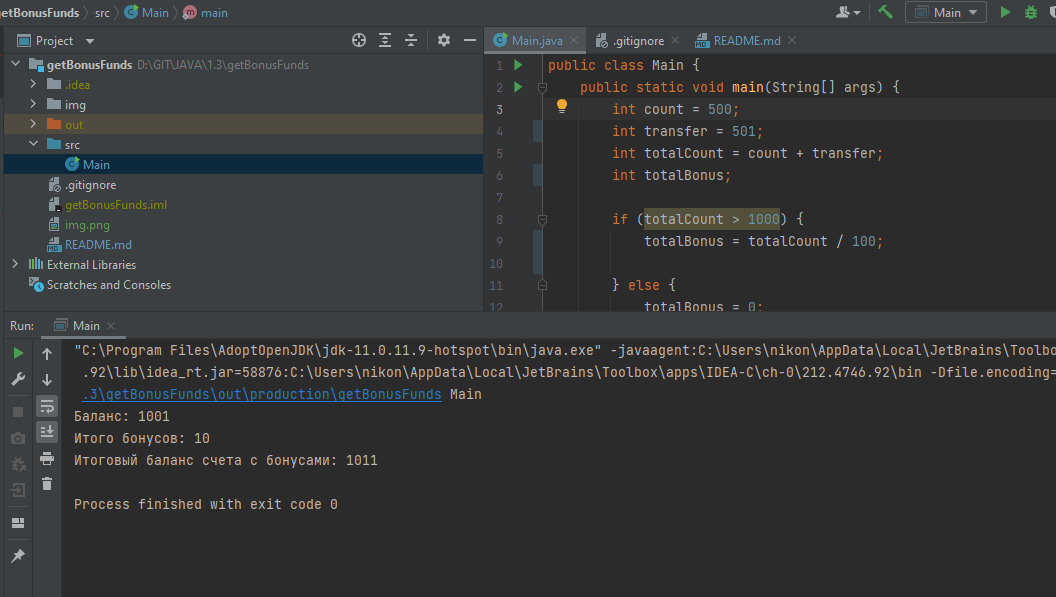 etBonusFunds src Main main
Main
Project
Main.java .gitignore README.md
getBonusFunds D:\GIT\JAVA\1.3\getBonusFunds
.idea
img
out
src
Main
.gitignore
getBonusFunds.iml
img.png
README.md
External Libraries
Scratches and Consoles
1 public class Main {
2 public static void main(String[] args) {
3 int count = 500;
4 int transfer = 501;
5 int totalCount = count + transfer;
6 int totalBonus;
7
8 if (totalCount > 1000) {
9 totalBonus = totalCount / 100;
10
11 } else {
12 totalBonus = 0;
Run: Main
"C:\Program Files\AdoptOpenJDK\jdk-11.0.11.9-hotspot\bin\java.exe" -javaagent:C:\Users\nikon\AppData\Local\JetBrains\Toolbo
.92\lib\idea_rt.jar=58876:C:\Users\nikon\AppData\Local\JetBrains\Toolbox\apps\IDEA-C\ch-0\212.4746.92\bin -Dfile.encoding=
.3\getBonusFunds\out\production\getBonusFunds Main
Баланс: 1001
Итого бонусов: 10
Итоговый баланс счета с бонусами: 1011
Process finished with exit code 0